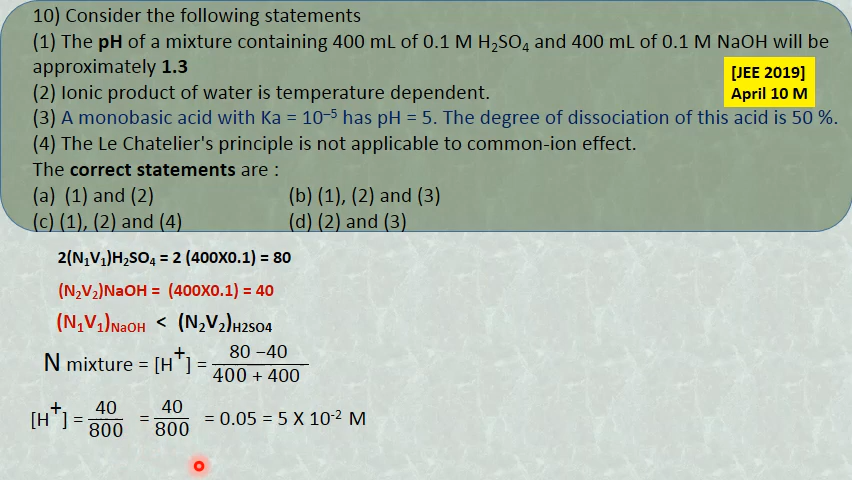 10) Consider the following statements
(1) The pH of a mixture containing 400 mL of 0.1 M H₂SO₄ and 400 mL of 0.1 M NaOH will be
approximately 1.3
[JEE 2019]
April 10 M
(2) Ionic product of water is temperature dependent.
(3) A monobasic acid with Ka = 10⁻⁵ has pH = 5. The degree of dissociation of this acid is 50 %.
(4) The Le Chatelier's principle is not applicable to common-ion effect.
The correct statements are :
(a) (1) and (2) (b) (1), (2) and (3)
(c) (1), (2) and (4) (d) (2) and (3)
2(N₁V₁)H₂SO₄ = 2 (400X0.1) = 80
(N₂V₂)NaOH = (400X0.1) = 40
(N₁V₁)NaOH < (N₂V₂)H2SO4
N mixture = [H⁺] = 80 −40 / 400 + 400
[H⁺] = 40 / 800 = 40 / 800 = 0.05 = 5 X 10⁻² M